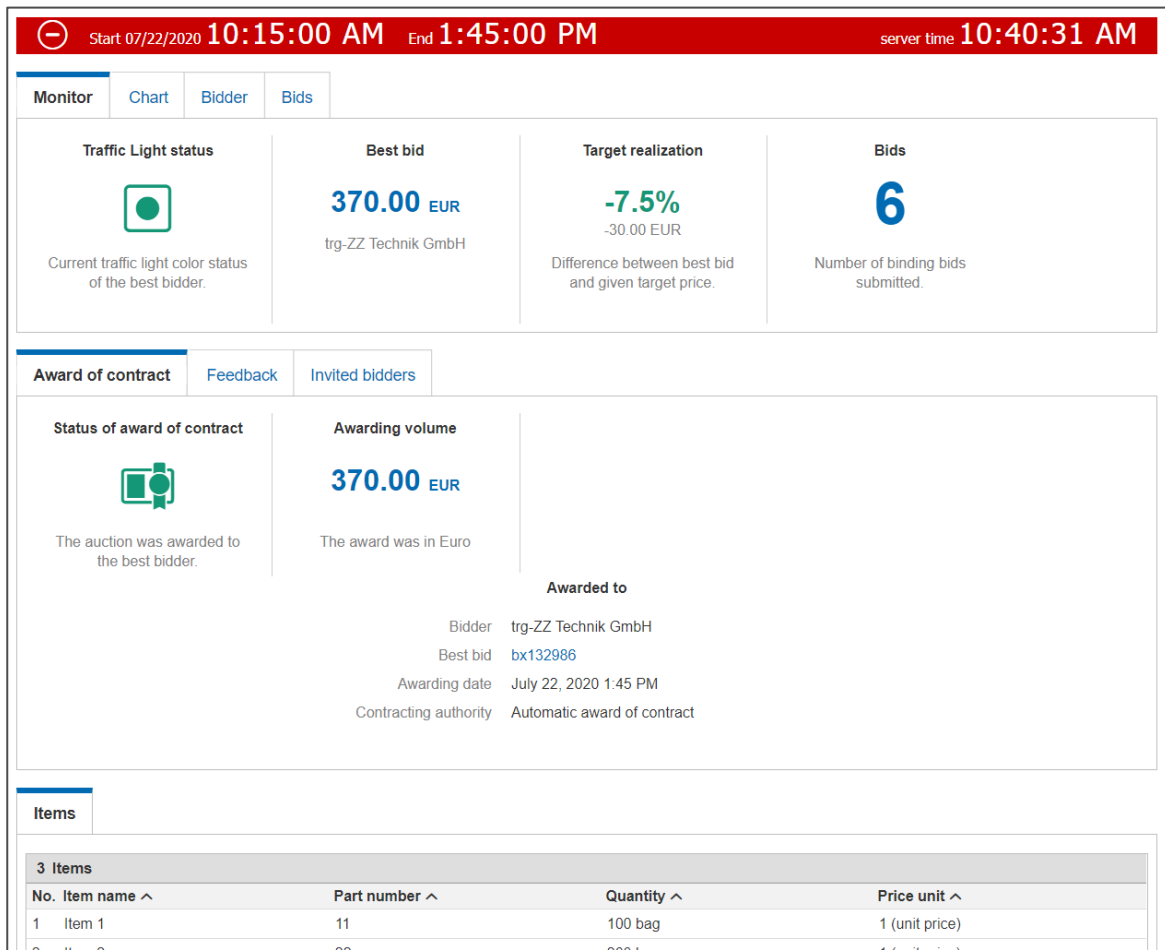 Start 07/22/2020 10:15:00 AM End 1:45:00 PM server time 10:40:31 AM
Monitor Chart Bidder Bids
Traffic Light status Best bid Target realization Bids
370.00 EUR -7.5% 6
-30.00 EUR
trg-ZZ Technik GmbH
Current traffic light color status Difference between best bid Number of binding bids
of the best bidder. and given target price. submitted.
Award of contract Feedback Invited bidders
Status of award of contract Awarding volume
370.00 EUR
The auction was awarded to The award was in Euro
the best bidder.
Awarded to
Bidder trg-ZZ Technik GmbH
Best bid bx132986
Awarding date July 22, 2020 1:45 PM
Contracting authority Automatic award of contract
Items
3 Items
No. Item name Part number Quantity Price unit
1 Item 1 11 100 bag 1 (unit price)